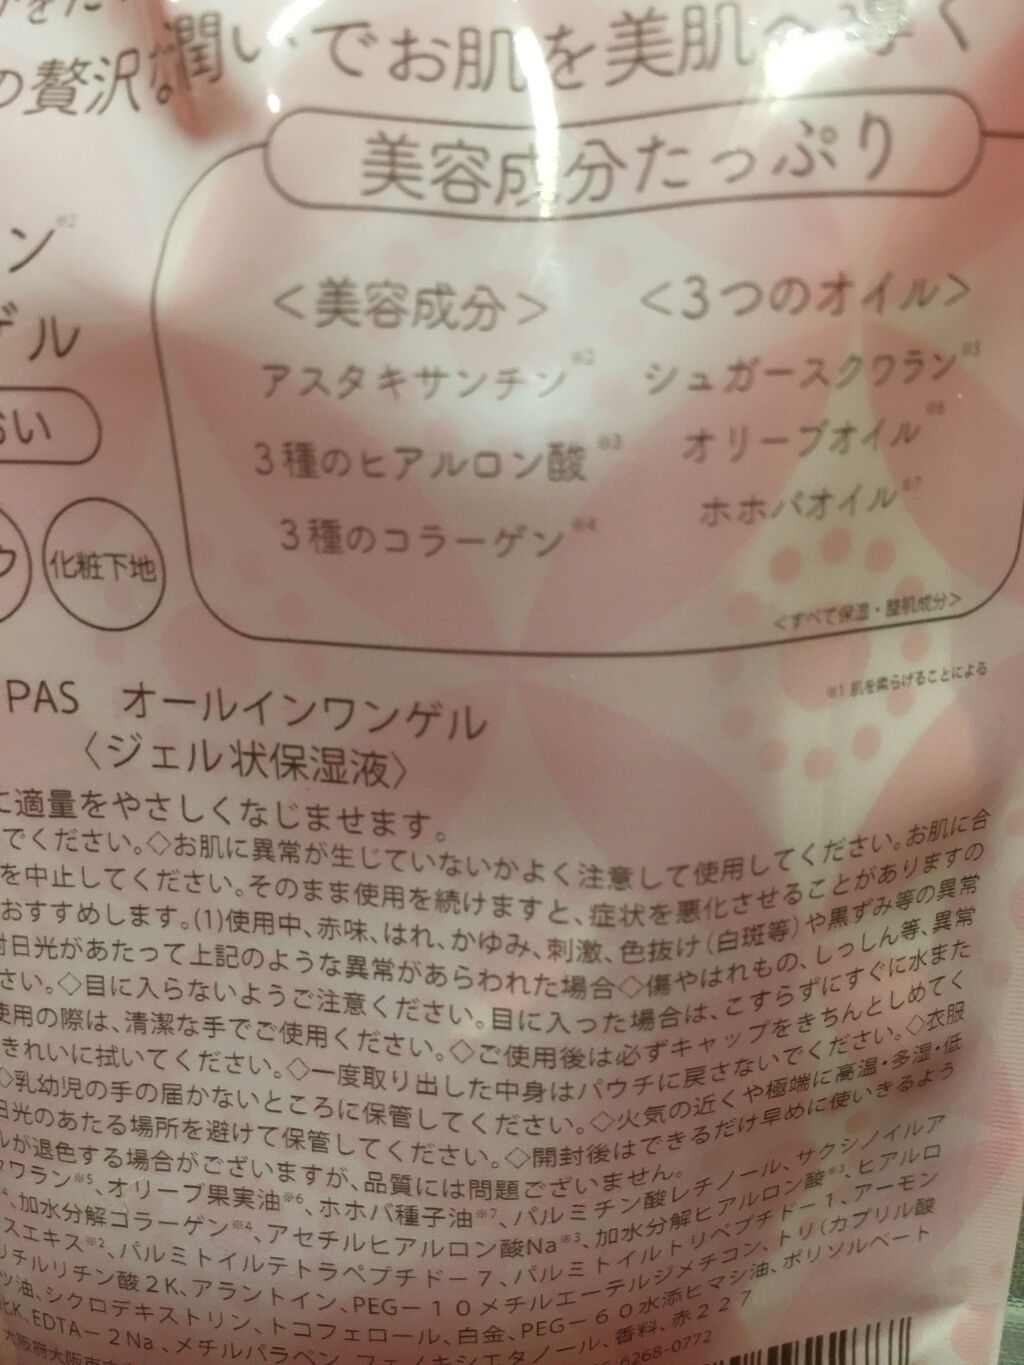 の贅沢な潤いでお肌を美肌へ導く
美容成分たっぷり
ン※2
ゲル
おい
ク
化粧下地
＜美容成分＞
アスタキサンチン※2
3種のヒアルロン酸※3
3種のコラーゲン※4
＜3つのオイル＞
シュガースクワラン※5
オリーブオイル※6
ホホバオイル※7
＜すべて保湿・整肌成分＞
※1 肌を柔らげることによる
PAS オールインワンゲル
〈ジェル状保湿液〉
に適量をやさしくなじませます。
でください。◇お肌に異常が生じていないかよく注意して使用してください。お肌に合
を中止してください。そのまま使用を続けますと、症状を悪化させることがありますの
おすすめします。(1)使用中、赤味、はれ、かゆみ、刺激、色抜け(白斑等)や黒ずみ等の異常
射日光があたって上記のような異常があらわれた場合◇傷やはれもの、しっしん等、異常
さい。◇目に入らないようご注意ください。目に入った場合は、こすらずにすぐに水また
使用の際は、清潔な手でご使用ください。◇ご使用後は必ずキャップをきちんとしめてく
きれいに拭いてください。◇一度取り出した中身はパウチに戻さないでください。◇衣服
◇乳幼児の手の届かないところに保管してください。◇火気の近くや極端に高温・多湿・低
日光のあたる場所を避けて保管してください。◇開封後はできるだけ早めに使いきるよう
ルが退色する場合がございますが、品質には問題ございません。
クワラン※5、オリーブ果実油※6、ホホバ種子油※7、パルミチン酸レチノール、サクシノイルア
※4、加水分解コラーゲン※4、アセチルヒアルロン酸Na※3、加水分解ヒアルロン酸※3、ヒアルロ
スエキス※2、パルミトイルテトラペプチドー7、パルミトイルトリペプチドー1、アーモン
リチルリチン酸2K、アラントイン、PEGー10メチルエーテルジメチコン、トリ(カプリル酸
ツ油、シクロデキストリン、トコフェロール、白金、PEGー60水添ヒマシ油、ポリソルベート
化K、EDTAー2Na、メチルパラベン、フェノキシエタノール、香料、赤227
大阪府大阪市中 6268-0772